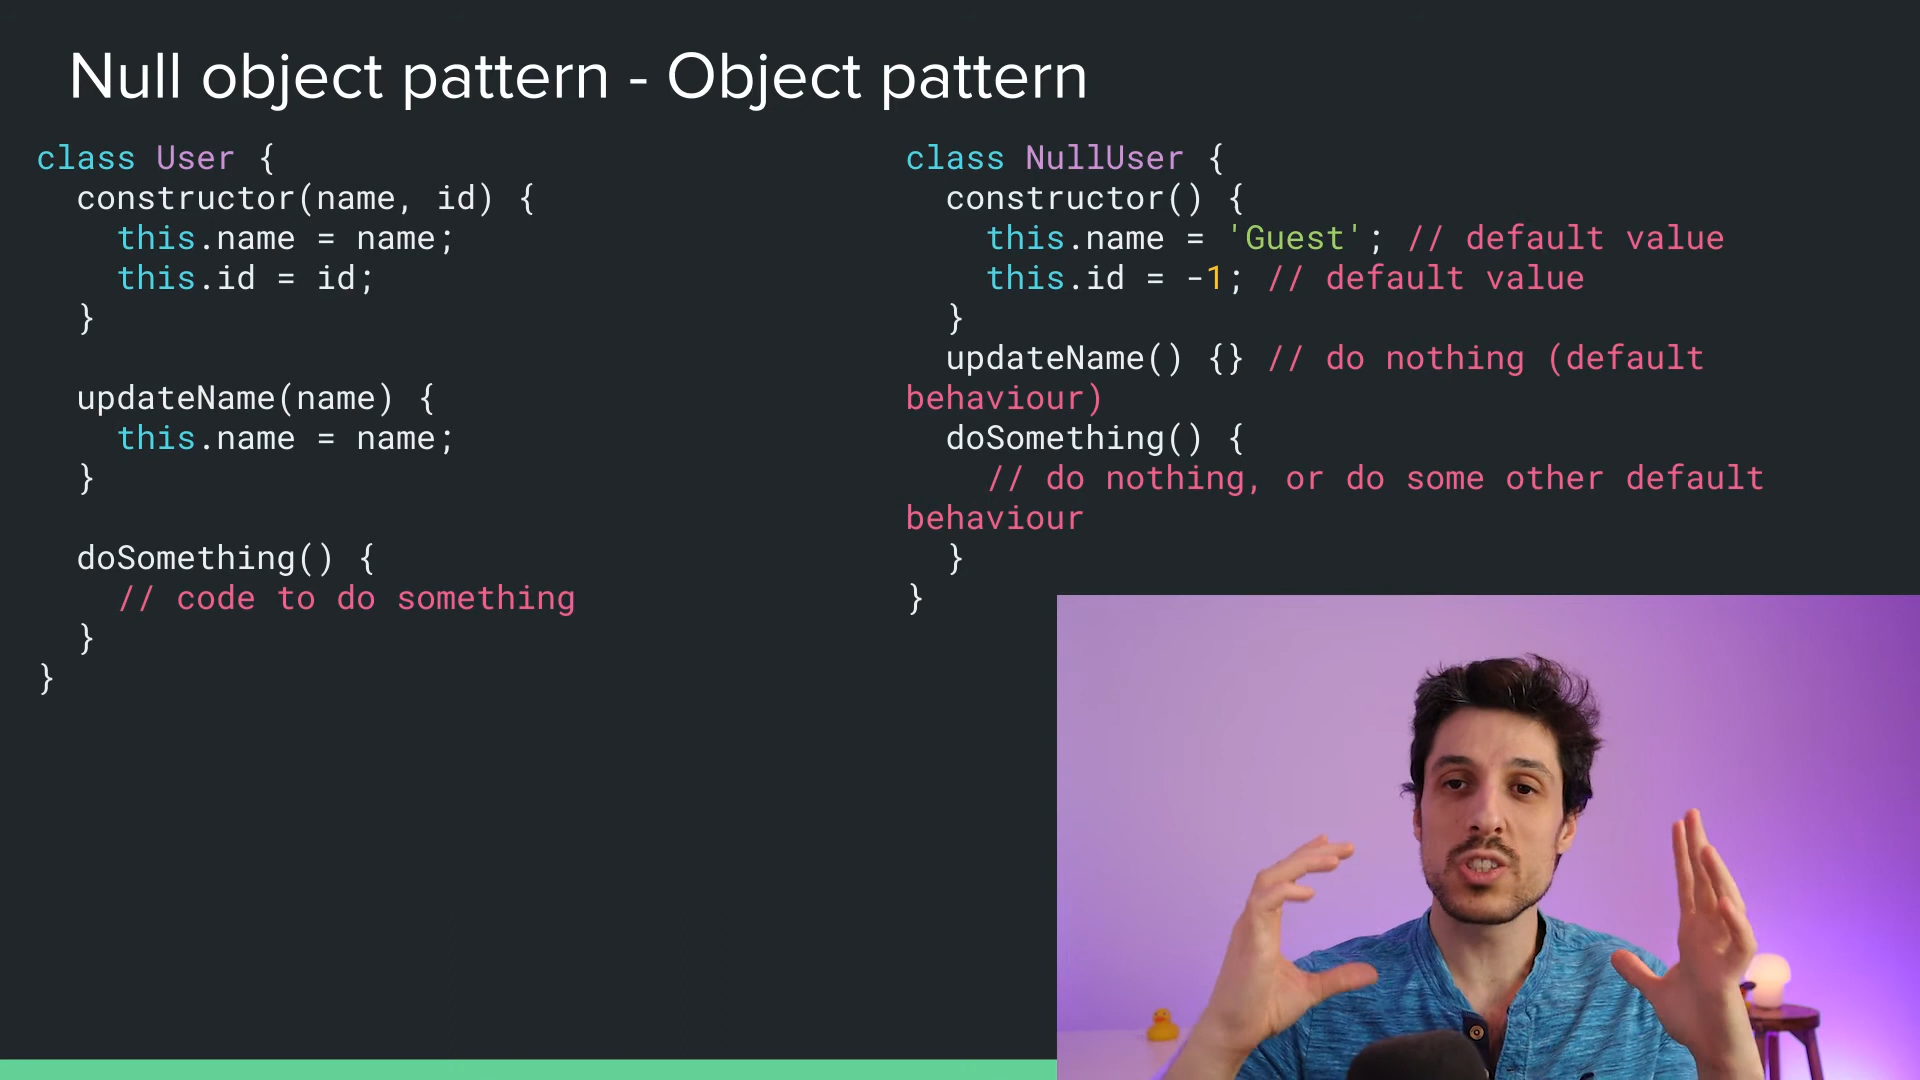 Null object pattern - Object pattern
class User {
  constructor(name, id) {
    this.name = name;
    this.id = id;
  }

  updateName(name) {
    this.name = name;
  }

  doSomething() {
    // code to do something
  }
}
class NullUser {
  constructor() {
    this.name = 'Guest'; // default value
    this.id = -1; // default value
  }
  updateName() {} // do nothing (default
behaviour)
  doSomething() {
    // do nothing, or do some other default
behaviour
  }
}